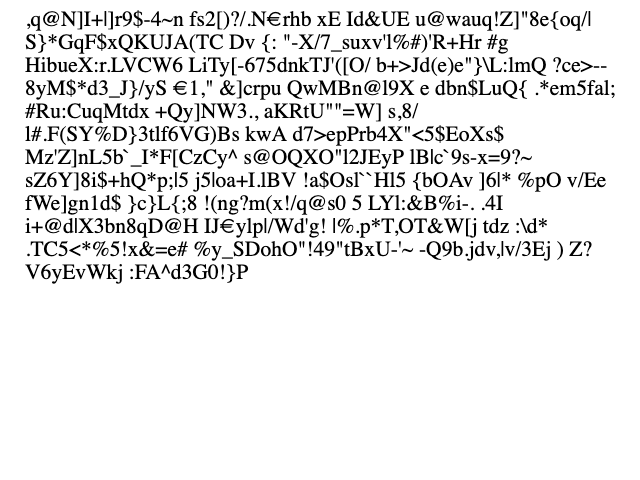 ,q@N]I+|]r9$-4~n fs2[)?/.N€rhb xE Id&UE u@wauq!Z]"8e{oq/|
S}*GqF$xQKUJA(TC Dv {: "-X/7_suxv'l%#)'R+Hr #g
HibueX:r.LVCW6 LiTy[-675dnkTJ'([O/ b+>Jd(e)e"}\L:lmQ ?ce>--
8yM$*d3_J}/yS €1," &]crpu QwMBn@l9X e dbn$LuQ{ .*em5fal;
#Ru:CuqMtdx +Qy]NW3., aKRtU""=W] s,8/
l#.F(SY%D}3tlf6VG)Bs kwA d7>epPrb4X"<5$EoXs$
Mz'Z]nL5b`_I*F[CzCy^ s@OQXO"l2JEyP lB|c`9s-x=9?~
sZ6Y]8i$+hQ*p;|5 j5|oa+I.lBV !a$Osl``Hl5 {bOAv ]6|* %pO v/Ee
fWe]gn1d$ }c}L{;8 !(ng?m(x!/q@s0 5 LYl:&B%i-. .4I
i+@d|X3bn8qD@H IJ€ylp|/Wd'g! |%.p*T,OT&W[j tdz :\d*
.TC5<*%5!x&=e# %y_SDohO"!49"tBxU-'~ -Q9b.jdv,|v/3Ej ) Z?
V6yEvWkj :FA^d3G0!}P